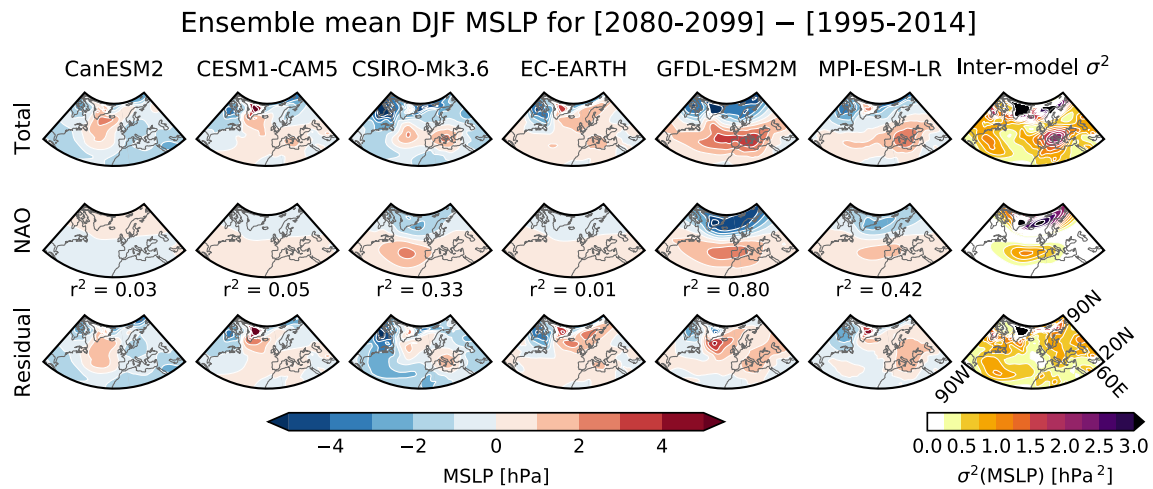 Ensemble mean DJF MSLP for [2080-2099] − [1995-2014]
CanESM2 CESM1-CAM5 CSIRO-Mk3.6 EC-EARTH GFDL-ESM2M MPI-ESM-LR Inter-model σ²
Total
NAO
r² = 0.03 r² = 0.05 r² = 0.33 r² = 0.01 r² = 0.80 r² = 0.42
Residual
90N
20N
60E
90W
−4 −2 0 2 4
MSLP [hPa]
0.0 0.5 1.0 1.5 2.0 2.5 3.0
σ²(MSLP) [hPa²]